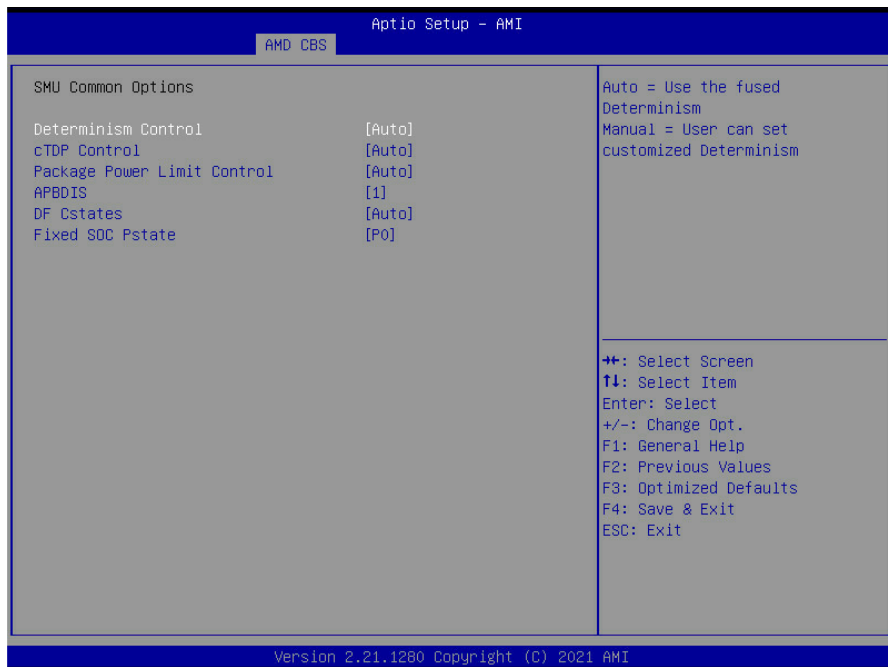 Aptio Setup – AMI
AMD CBS
SMU Common Options
Determinism Control [Auto]
cTDP Control [Auto]
Package Power Limit Control [Auto]
APBDIS [1]
DF Cstates [Auto]
Fixed SOC Pstate [P0]
Auto = Use the fused
Determinism
Manual = User can set
customized Determinism
→←: Select Screen
↑↓: Select Item
Enter: Select
+/-: Change Opt.
F1: General Help
F2: Previous Values
F3: Optimized Defaults
F4: Save & Exit
ESC: Exit
Version 2.21.1280 Copyright (C) 2021 AMI